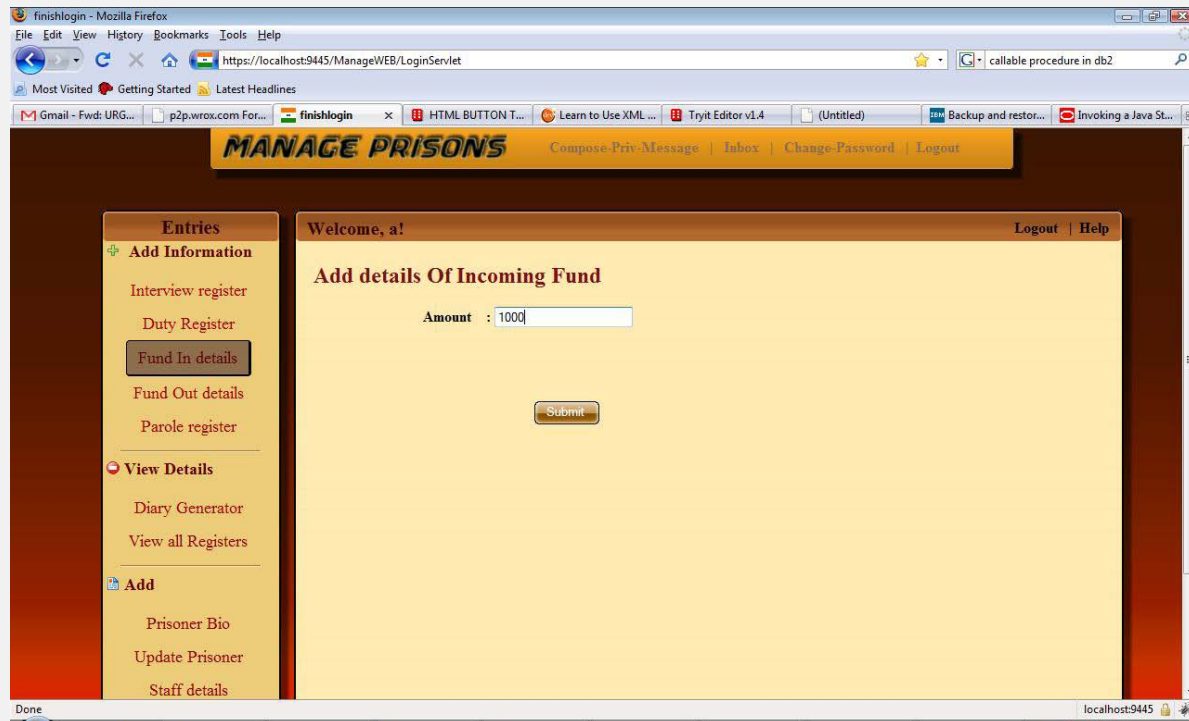 finishlogin - Mozilla Firefox
File Edit View History Bookmarks Tools Help
https://localhost:9445/ManageWEB/LoginServlet
callable procedure in db2
Most Visited Getting Started Latest Headlines
Gmail - Fwd: URG... p2p.wrox.com For... finishlogin HTML BUTTON T... Learn to Use XML ... Tryit Editor v1.4 (Untitled) Backup and restor... Invoking a Java St...
MANAGE PRISONS
Compose-Priv-Message | Inbox | Change-Password | Logout
Entries
Add Information
Interview register
Duty Register
Fund In details
Fund Out details
Parole register
View Details
Diary Generator
View all Registers
Add
Prisoner Bio
Update Prisoner
Staff details
Welcome, a!
Logout | Help
Add details Of Incoming Fund
Amount : 1000
Submit
Done
localhost:9445